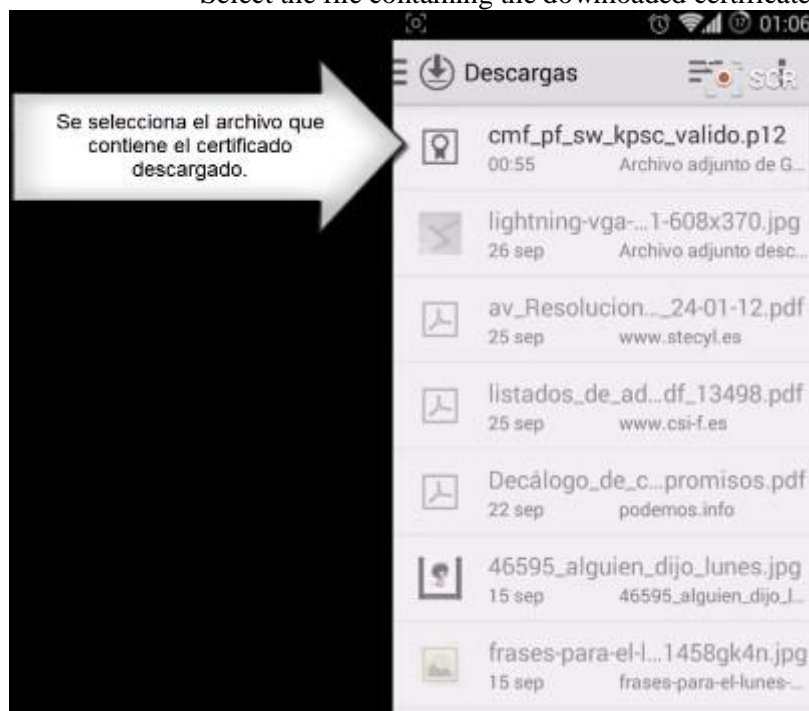 Select the file containing the downloaded certificate
17 01:06
Descargas
SCR
Se selecciona el archivo que
contiene el certificado
descargado.
cmf_pf_sw_kpsc_valido.p12
00:55 Archivo adjunto de G...
lightning-vga-...1-608x370.jpg
26 sep Archivo adjunto desc...
av_Resolucion..._24-01-12.pdf
25 sep www.stecyl.es
listados_de_ad...df_13498.pdf
25 sep www.csi-f.es
Decálogo_de_c...promisos.pdf
22 sep podemos.info
46595_alguien_dijo_lunes.jpg
15 sep 46595_alguien_dijo_l...
frases-para-el-l...1458gk4n.jpg
15 sep frases-para-el-lunes-...